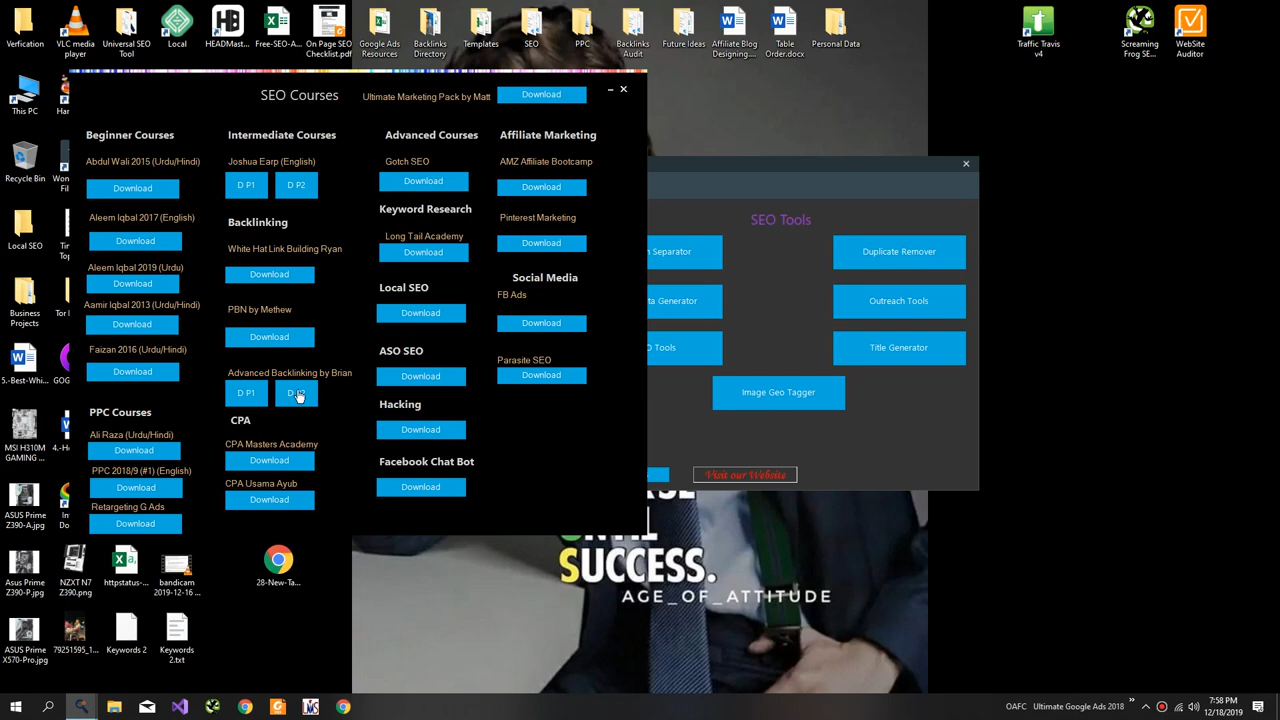 Verfication
VLC media
player
Universal SEO
Tool
Local
HEADMast...
Free-SEO-A...
On Page SEO
Checklist.pdf
Google Ads
Resources
Backlinks
Directory
Templates
SEO
PPC
Backlinks
Audit
Future Ideas
Affiliate Blog
Designing....
Table
Order.docx
Personal Data
Traffic Travis
v4
Screaming
Frog SE...
WebSite
Auditor
This PC
Recycle Bin
Local SEO
Business
Projects
5.-Best-Whi...
MSI H310M
GAMING ...
ASUS Prime
Z390-A.jpg
Asus Prime
Z390-P.jpg
ASUS Prime
X570-Pro.jpg
NZXT N7
Z390.png
79251595_1...
httpstatus-...
Keywords 2
bandicam
2019-12-16 ...
Keywords
2.txt
28-New-Ta...
SEO Courses
Ultimate Marketing Pack by Matt
Download
Beginner Courses
Abdul Wali 2015 (Urdu/Hindi)
Download
Aleem Iqbal 2017 (English)
Download
Aleem Iqbal 2019 (Urdu)
Download
Aamir Iqbal 2013 (Urdu/Hindi)
Download
Faizan 2016 (Urdu/Hindi)
Download
PPC Courses
Ali Raza (Urdu/Hindi)
Download
PPC 2018/9 (#1) (English)
Download
Retargeting G Ads
Download
Intermediate Courses
Joshua Earp (English)
D P1
D P2
Backlinking
White Hat Link Building Ryan
Download
PBN by Methew
Download
Advanced Backlinking by Brian
D P1
CPA
CPA Masters Academy
Download
CPA Usama Ayub
Download
Advanced Courses
Gotch SEO
Download
Keyword Research
Long Tail Academy
Download
Local SEO
Download
ASO SEO
Download
Hacking
Download
Facebook Chat Bot
Download
Affiliate Marketing
AMZ Affiliate Bootcamp
Download
Pinterest Marketing
Download
Social Media
FB Ads
Download
Parasite SEO
Download
SEO Tools
Separator
Duplicate Remover
Generator
Outreach Tools
Tools
Title Generator
Image Geo Tagger
Visit our Website
SUCCESS.
AGE_OF_ATTITUDE
OAFC
Ultimate Google Ads 2018
7:58 PM
12/18/2019